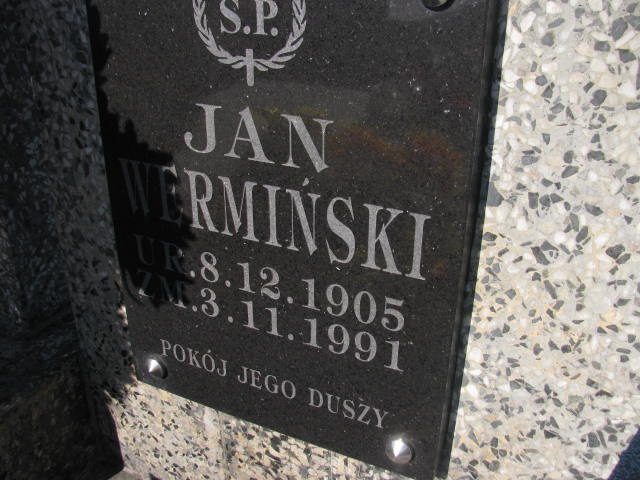 Ś.P.
JAN
WERMIŃSKI
UR.8.12.1905
ZM.3.11.1991
POKÓJ JEGO DUSZY